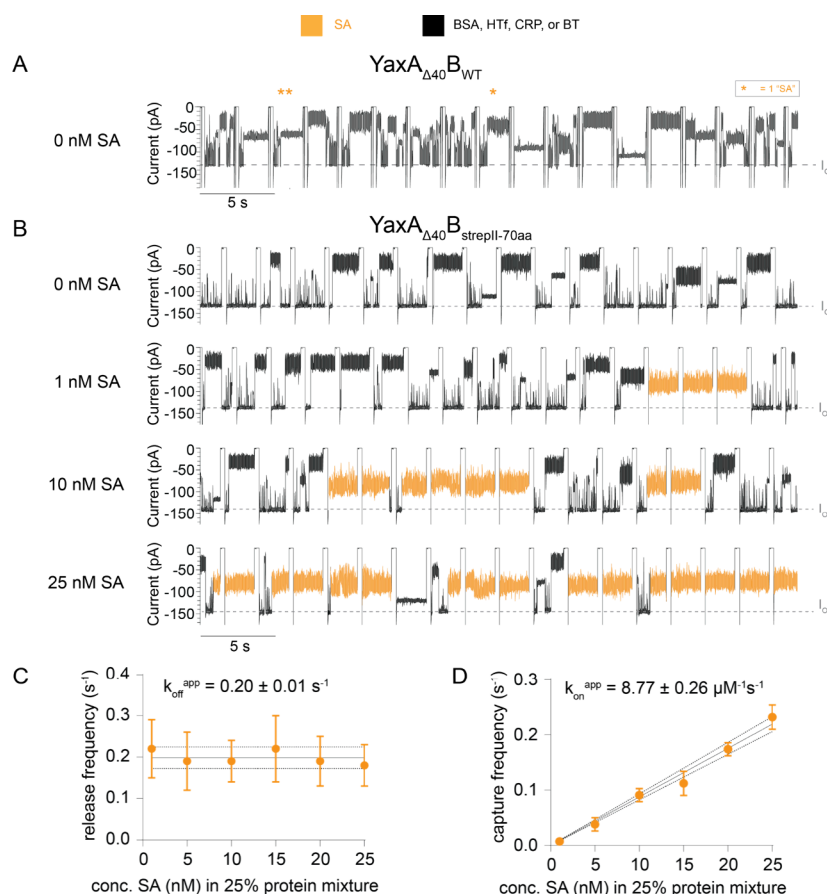 SA
BSA, HTf, CRP, or BT
A
YaxAΔ40BWT
** *
* = 1 "SA"
0 nM SA
Current (pA)
0
-50
-100
-150
5 s
B
YaxAΔ40BstrepII-70aa
0 nM SA
Current (pA)
0
-50
-100
-150
1 nM SA
Current (pA)
0
-50
-100
-150
10 nM SA
Current (pA)
0
-50
-100
-150
25 nM SA
Current (pA)
0
-50
-100
-150
5 s
C
koffapp = 0.20 ± 0.01 s-1
release frequency (s-1)
0.4
0.3
0.2
0.1
0.0
0 5 10 15 20 25
conc. SA (nM) in 25% protein mixture
D
konapp = 8.77 ± 0.26 µM-1s-1
capture frequency (s-1)
0.3
0.2
0.1
0.0
0 5 10 15 20 25
conc. SA (nM) in 25% protein mixture